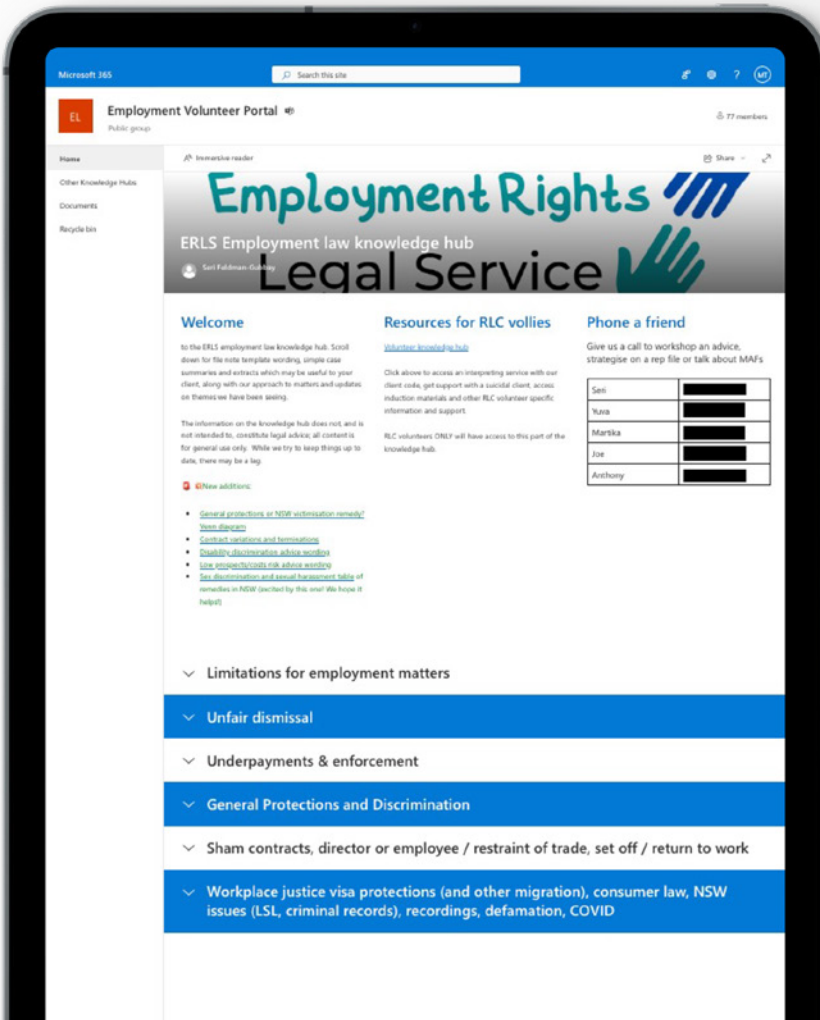 Microsoft 365
Search this site
?
MT
EL
Employment Volunteer Portal
Public group
77 members
Home
Other Knowledge Hubs
Documents
Recycle bin
Immersive reader
Share
Employment Rights
ERLS Employment law knowledge hub
Seri Feldman-Gubbay
Legal Service
Welcome
to the ERLS employment law knowledge hub. Scroll
down for file note template wording, simple case
summaries and extracts which may be useful to your
client, along with our approach to matters and updates
on themes we have been seeing.
The information on the knowledge hub does not, and is
not intended to, constitute legal advice; all content is
for general use only. While we try to keep things up to
date, there may be a lag.
New additions:
General protections or NSW victimisation remedy?
Venn diagram
Contract variations and terminations
Disability discrimination advice wording
Low prospects/costs risk advice wording
Sex discrimination and sexual harassment table of
remedies in NSW (excited by this one! We hope it
helps!)
Resources for RLC vollies
Volunteer knowledge hub
Click above to access an interpreting service with our
client code, get support with a suicidal client, access
induction materials and other RLC volunteer specific
information and support.
RLC volunteers ONLY will have access to this part of the
knowledge hub.
Phone a friend
Give us a call to workshop an advice,
strategise on a rep file or talk about MAFs
Seri
Yuva
Martika
Joe
Anthony
Limitations for employment matters
Unfair dismissal
Underpayments & enforcement
General Protections and Discrimination
Sham contracts, director or employee / restraint of trade, set off / return to work
Workplace justice visa protections (and other migration), consumer law, NSW
issues (LSL, criminal records), recordings, defamation, COVID